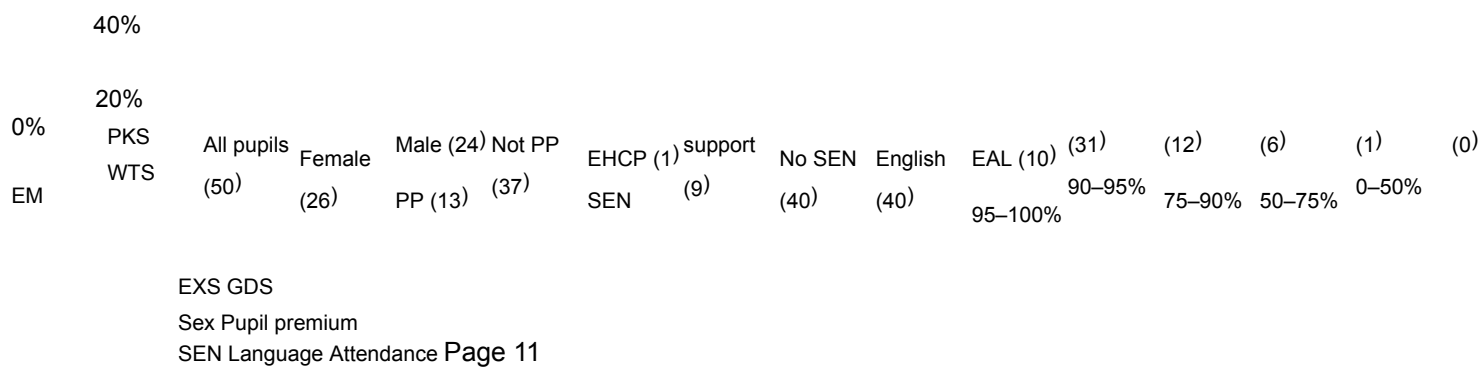 40%
20%
0%
PKS
WTS
EM
All pupils
(50)
Female
(26)
Male (24)
PP (13)
Not PP
(37)
EHCP (1)
SEN
support
(9)
No SEN
(40)
English
(40)
EAL (10)
95–100%
(31)
90–95%
(12)
75–90%
(6)
50–75%
(1)
0–50%
(0)
EXS GDS
Sex Pupil premium
SEN Language Attendance Page 11